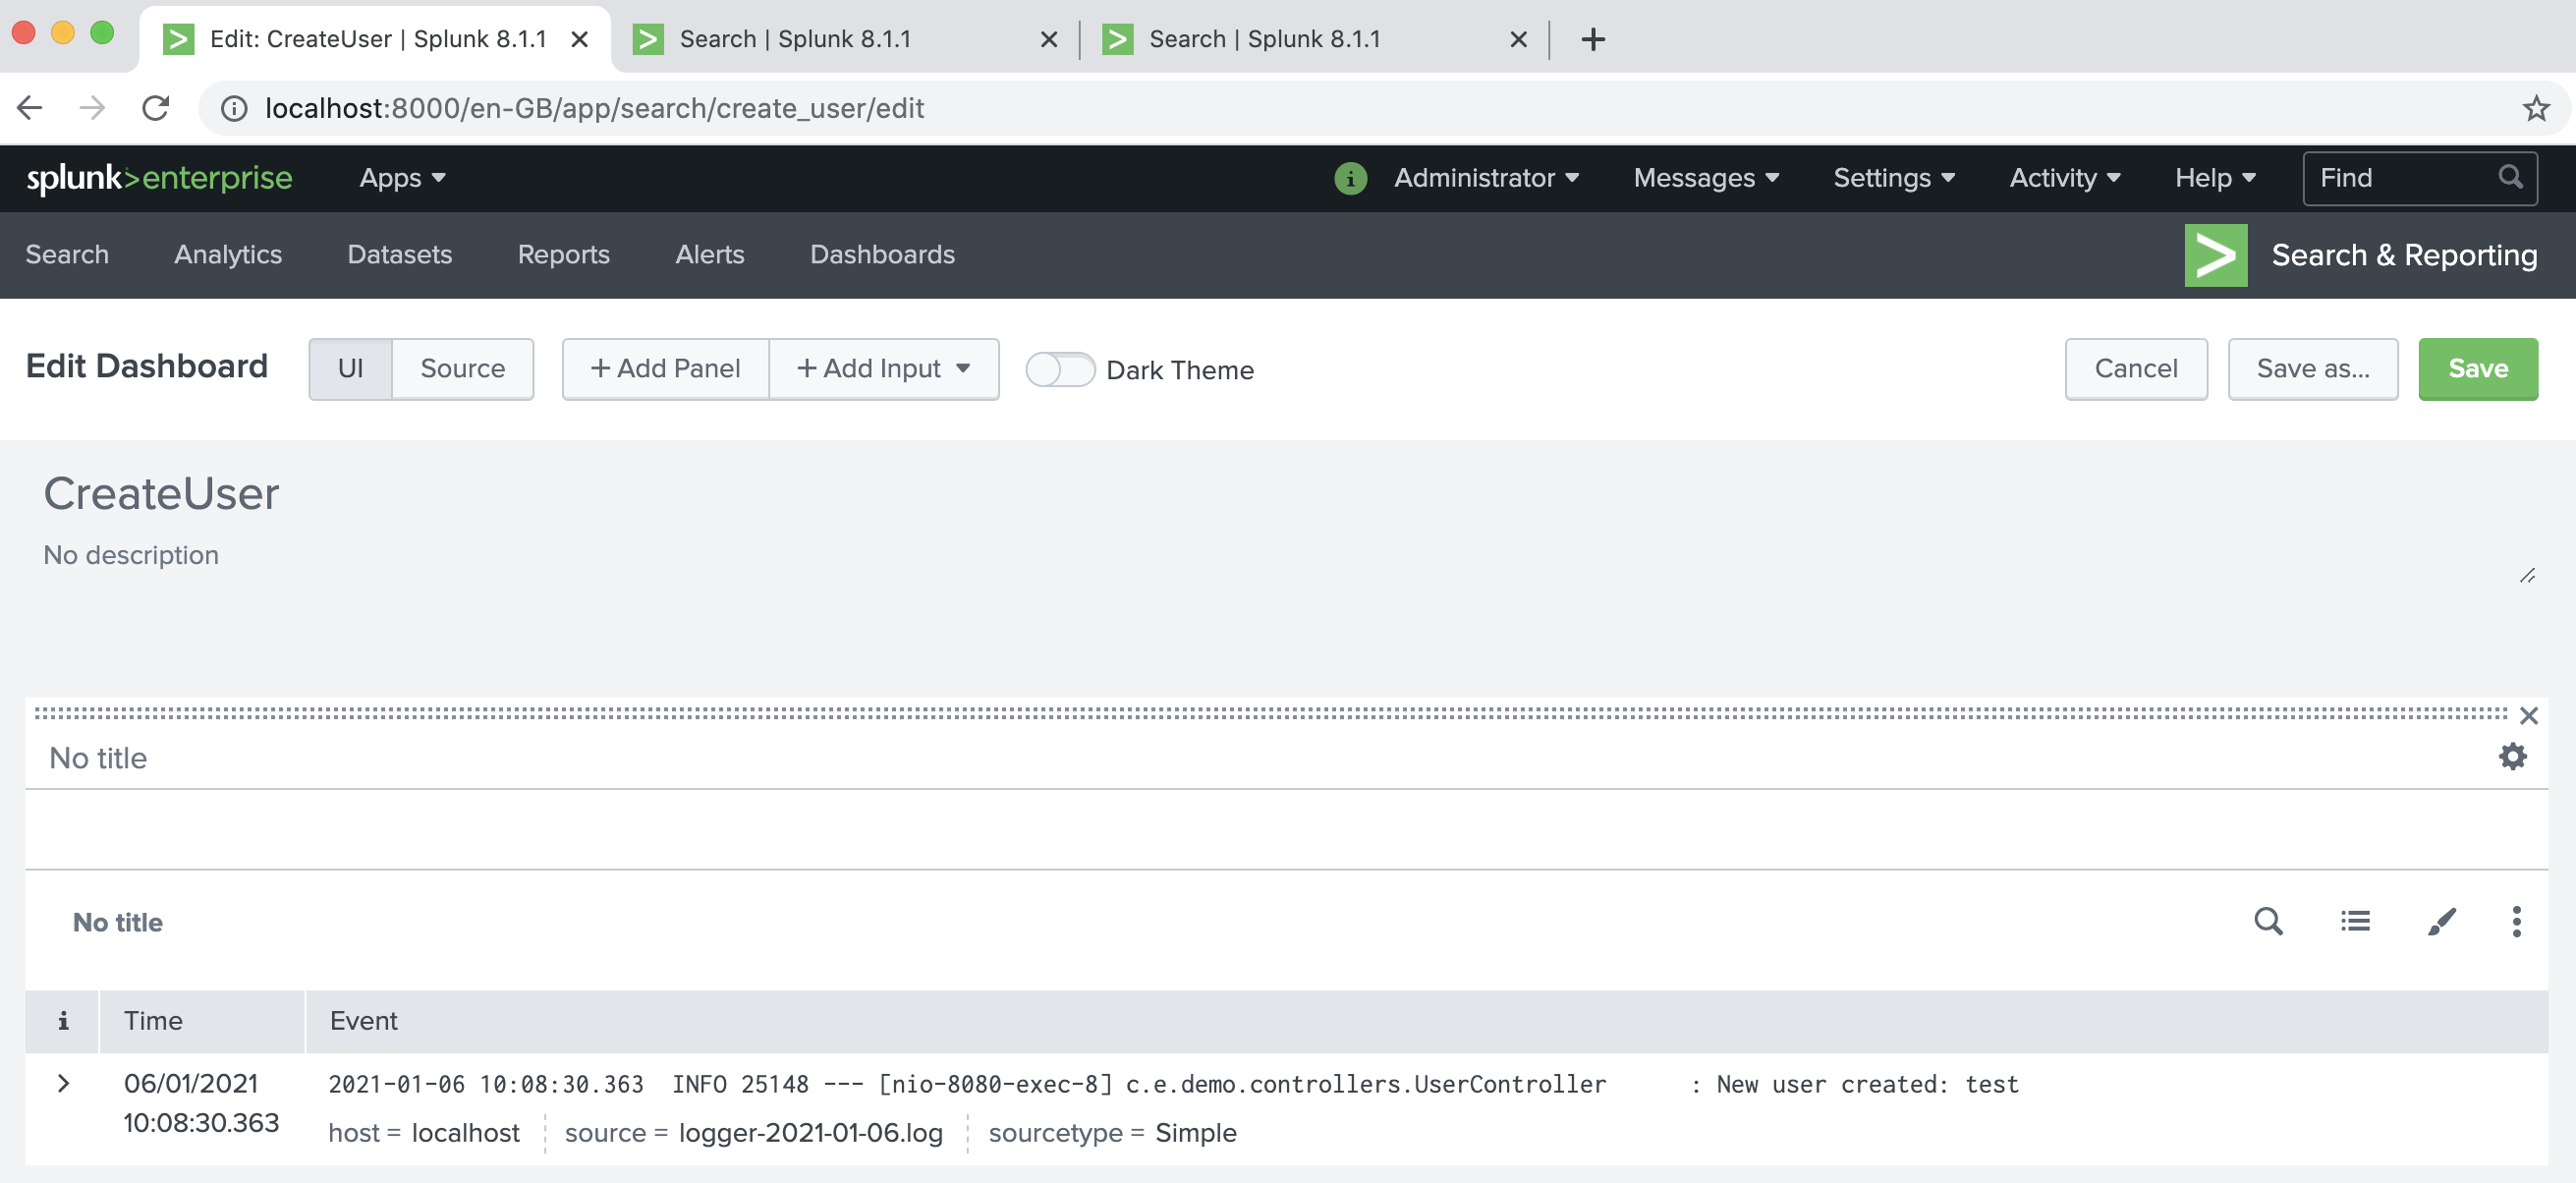 Edit: CreateUser | Splunk 8.1.1
Search | Splunk 8.1.1
Search | Splunk 8.1.1
localhost:8000/en-GB/app/search/create_user/edit
splunk>enterprise Apps Administrator Messages Settings Activity Help Find
Search Analytics Datasets Reports Alerts Dashboards Search & Reporting
Edit Dashboard UI Source + Add Panel + Add Input Dark Theme Cancel Save as... Save
CreateUser
No description
No title
No title
i Time Event
06/01/2021 2021-01-06 10:08:30.363 INFO 25148 --- [nio-8080-exec-8] c.e.demo.controllers.UserController : New user created: test
10:08:30.363 host = localhost source = logger-2021-01-06.log sourcetype = Simple